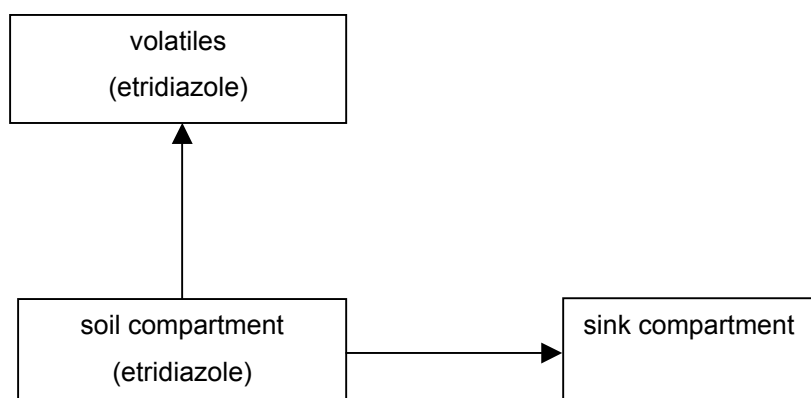 volatiles
(etridiazole)
soil compartment
(etridiazole)
sink compartment